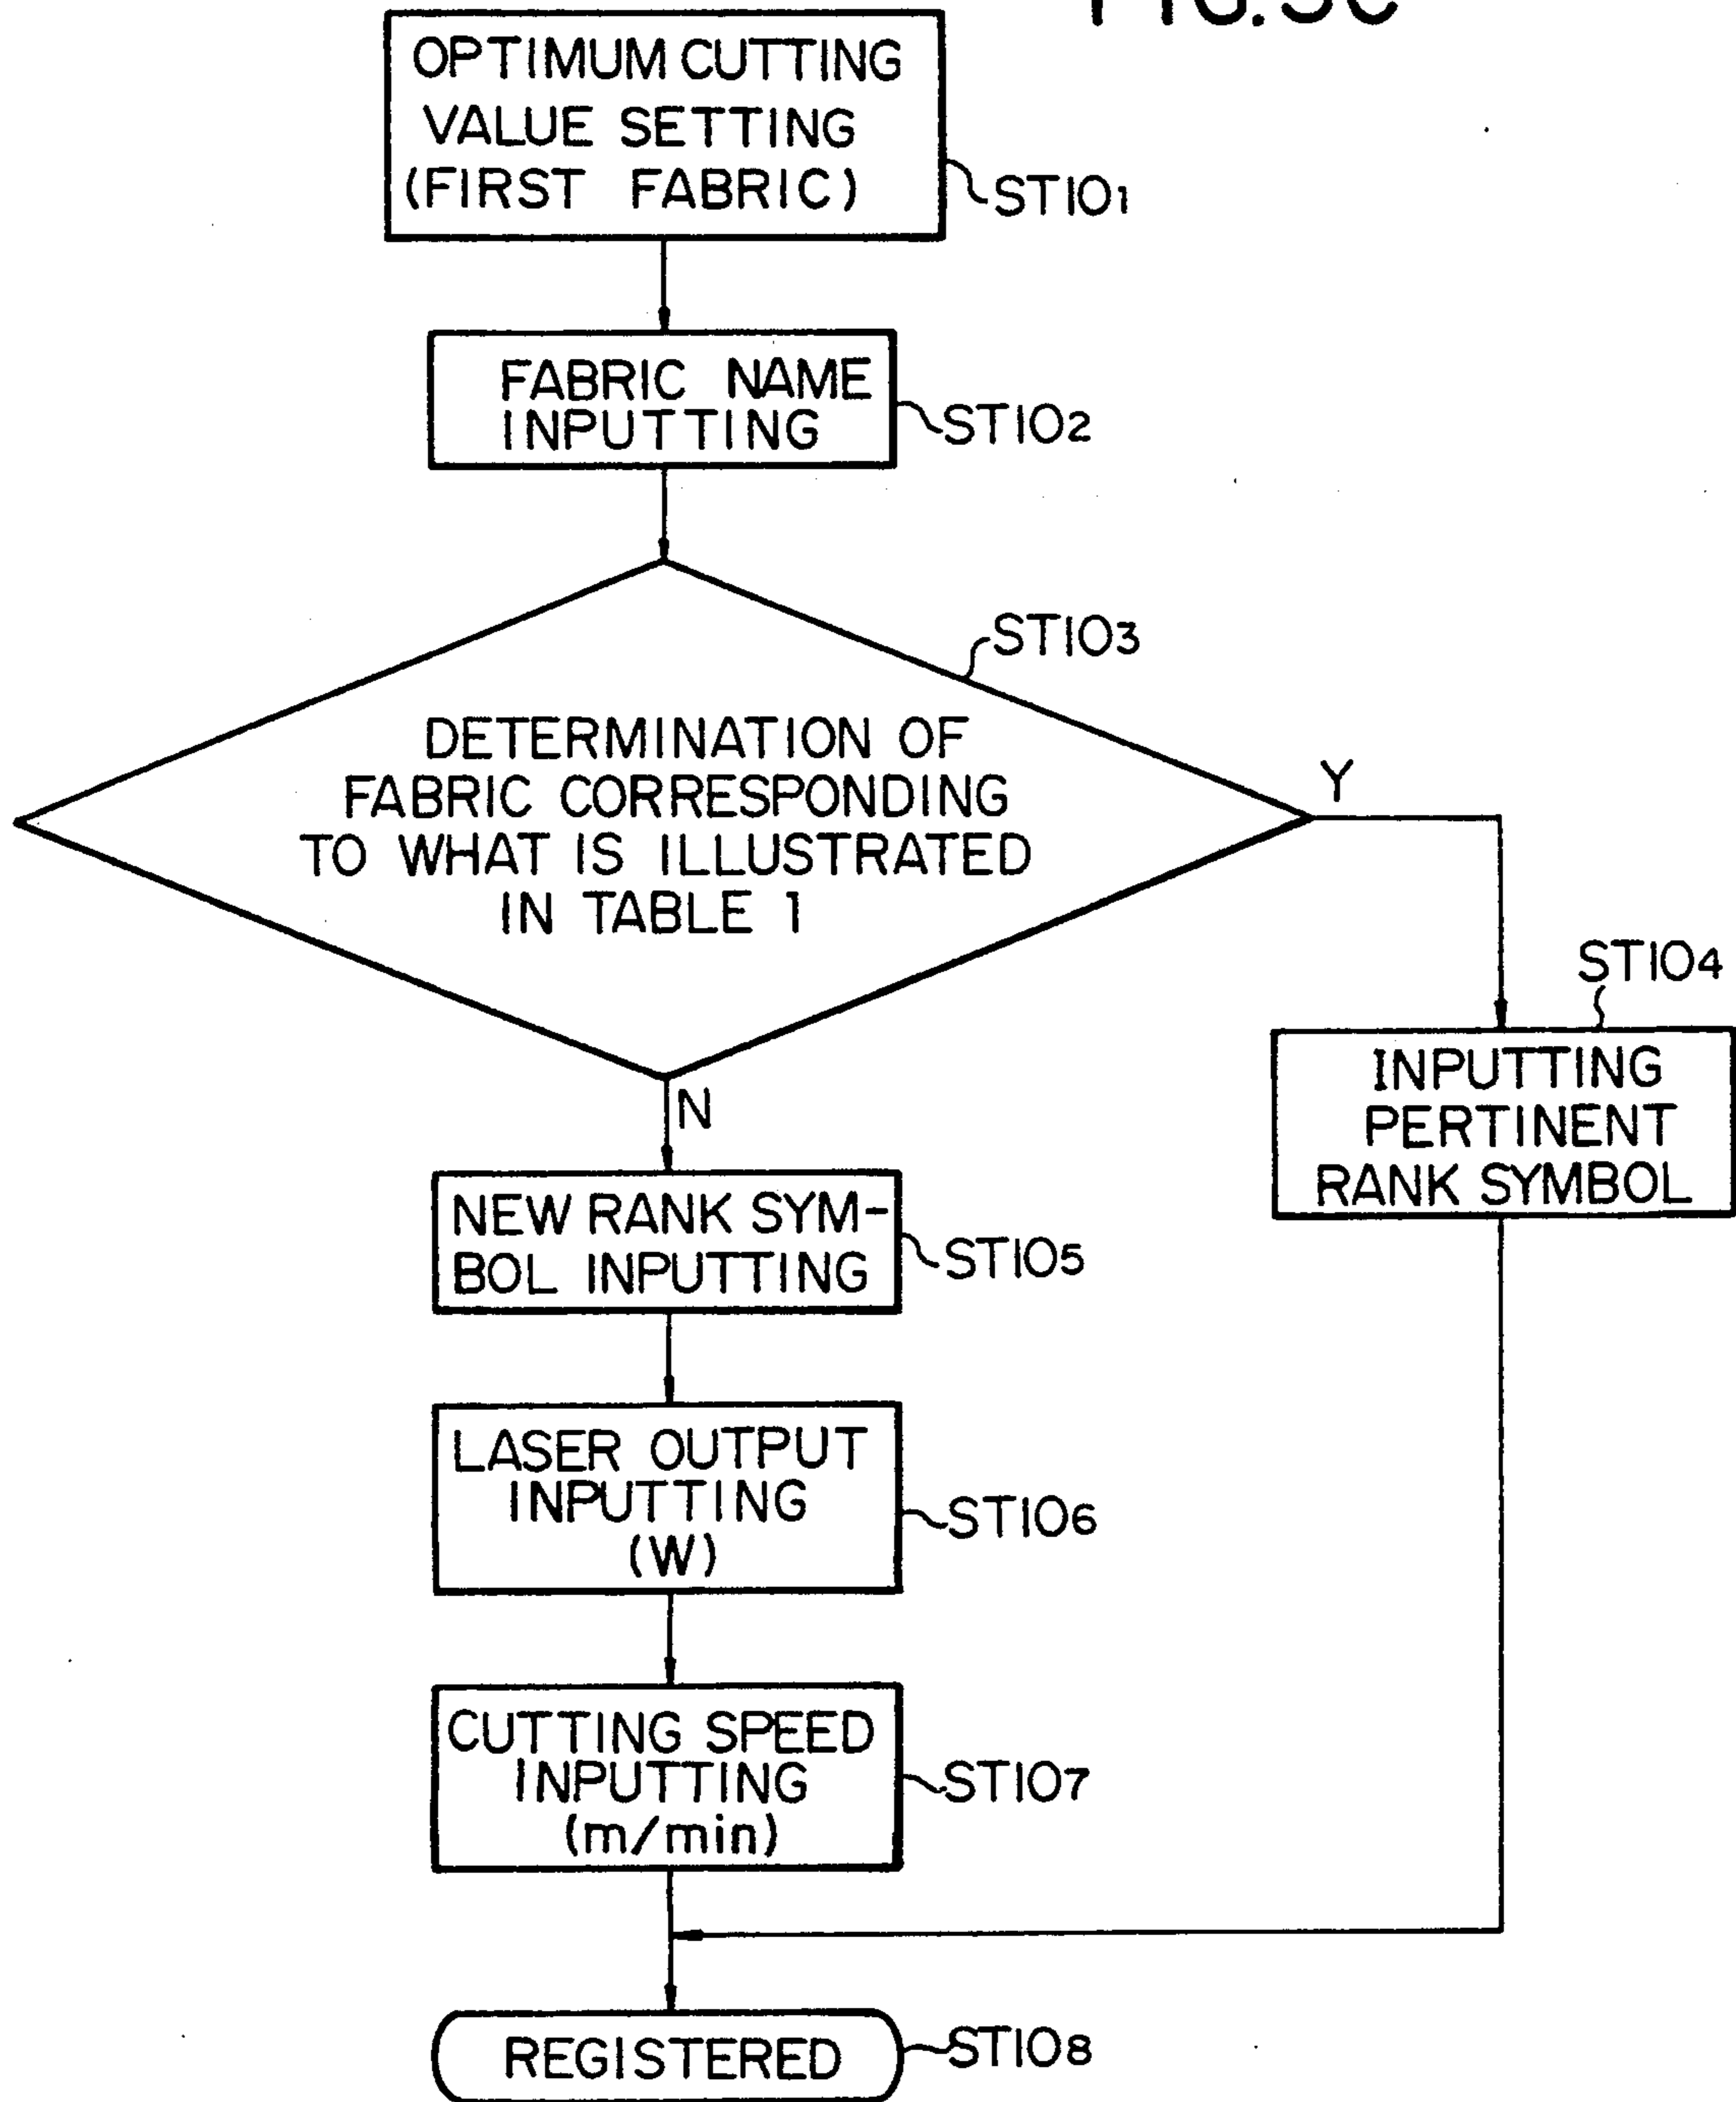 FIG. 5c
OPTIMUM CUTTING
VALUE SETTING
(FIRST FABRIC)
ST101
FABRIC NAME
INPUTTING
ST102
ST103
DETERMINATION OF
FABRIC CORRESPONDING
TO WHAT IS ILLUSTRATED
IN TABLE 1
Y
ST104
INPUTTING
PERTINENT
RANK SYMBOL
N
NEW RANK SYM-
BOL INPUTTING
ST105
LASER OUTPUT
INPUTTING
(W)
ST106
CUTTING SPEED
INPUTTING
(m/min)
ST107
REGISTERED
ST108